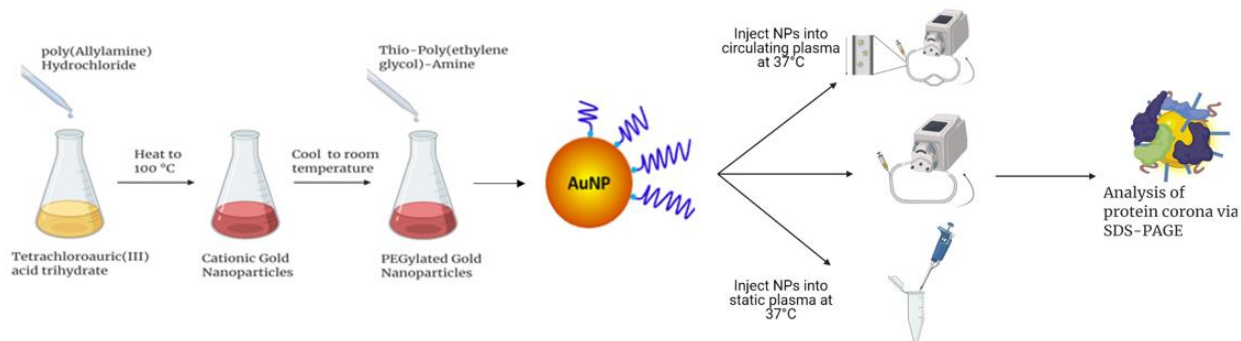 poly(Allylamine)
Hydrochloride
Heat to
100 °C
Tetrachloroauric(III)
acid trihydrate
Cationic Gold
Nanoparticles
Cool to room
temperature
Thio-Poly(ethylene
glycol)-Amine
PEGylated Gold
Nanoparticles
AuNP
Inject NPs into
circulating plasma
at 37°C
Inject NPs into
static plasma at
37°C
Analysis of
protein corona via
SDS-PAGE